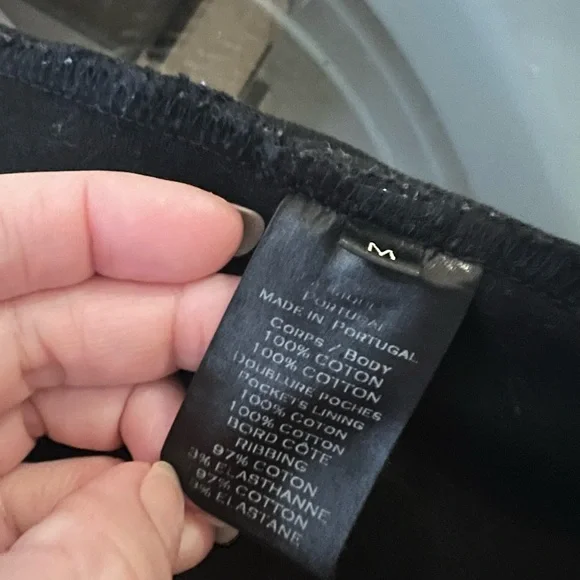 M
PORTUGAL
MADE IN PORTUGAL
CORPS / BODY
100% COTON
100% COTTON
DOUBLURE POCHES
POCKETS LINING
100% COTON
100% COTTON
BORD CÔTE
RIBBING
97% COTON
3% ELASTHANNE
97% COTTON
3% ELASTANE